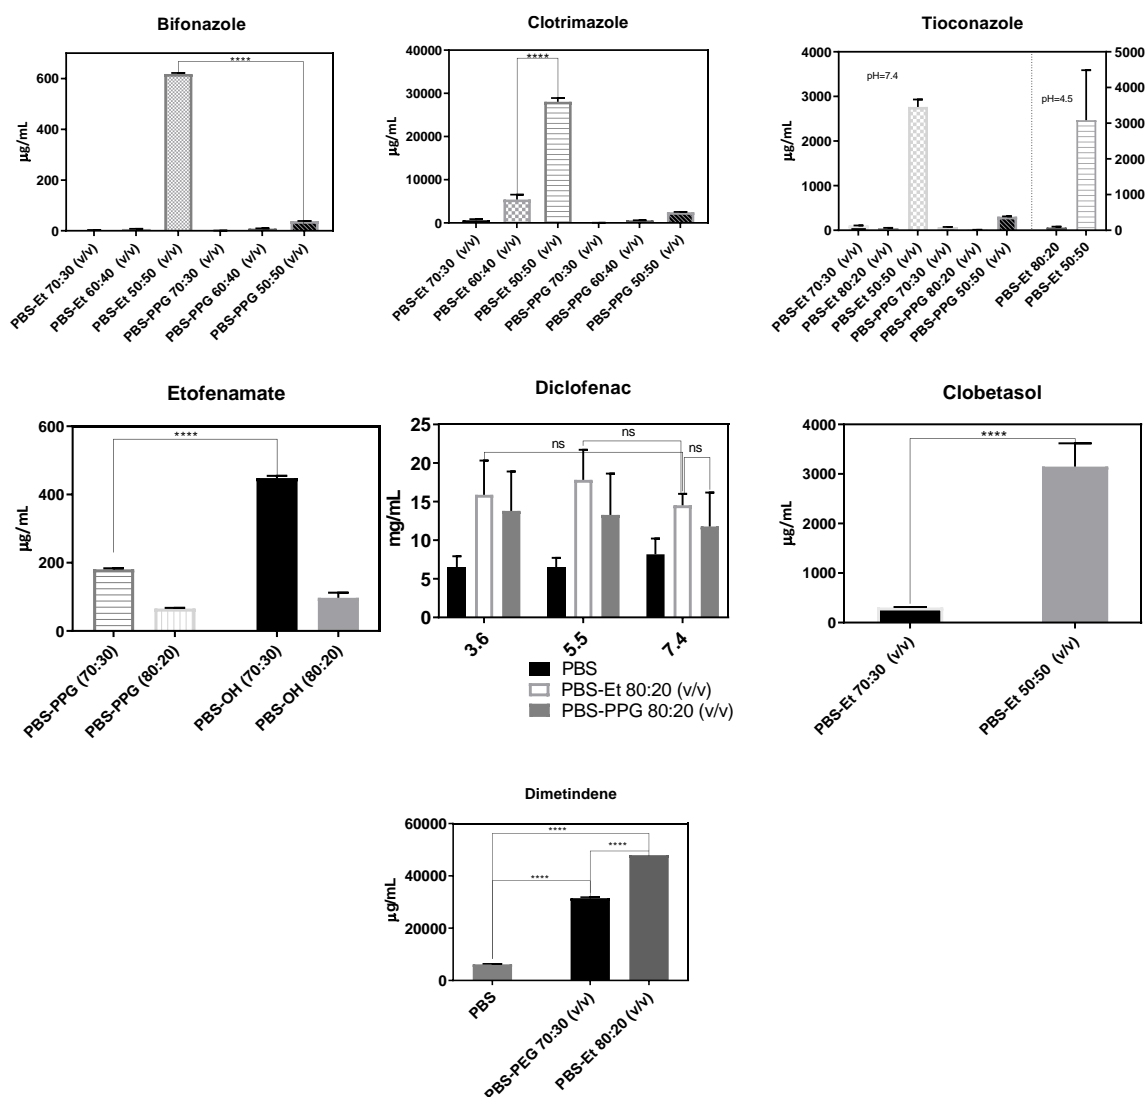 Bifonazole
µg/mL
600
400
200
0
****
PBS-Et 70:30 (v/v)
PBS-Et 60:40 (v/v)
PBS-Et 50:50 (v/v)
PBS-PPG 70:30 (v/v)
PBS-PPG 60:40 (v/v)
PBS-PPG 50:50 (v/v)
Clotrimazole
µg/mL
40000
30000
20000
10000
0
****
PBS-Et 70:30 (v/v)
PBS-Et 60:40 (v/v)
PBS-Et 50:50 (v/v)
PBS-PPG 70:30 (v/v)
PBS-PPG 60:40 (v/v)
PBS-PPG 50:50 (v/v)
Tioconazole
µg/mL
4000
3000
2000
1000
0
pH=7.4
pH=4.5
5000
4000
3000
2000
1000
0
PBS-Et 70:30 (v/v)
PBS-Et 80:20 (v/v)
PBS-Et 50:50 (v/v)
PBS-PPG 70:30 (v/v)
PBS-PPG 80:20 (v/v)
PBS-PPG 50:50 (v/v)
PBS-Et 80:20
PBS-Et 50:50
Etofenamate
µg/mL
600
400
200
0
****
PBS-PPG (70:30)
PBS-PPG (80:20)
PBS-OH (70:30)
PBS-OH (80:20)
Diclofenac
mg/mL
25
20
15
10
5
0
ns
ns
ns
3.6
5.5
7.4
PBS
PBS-Et 80:20 (v/v)
PBS-PPG 80:20 (v/v)
Clobetasol
µg/mL
4000
3000
2000
1000
0
****
PBS-Et 70:30 (v/v)
PBS-Et 50:50 (v/v)
Dimetindene
µg/mL
60000
40000
20000
0
****
****
****
PBS
PBS-PEG 70:30 (v/v)
PBS-Et 80:20 (v/v)